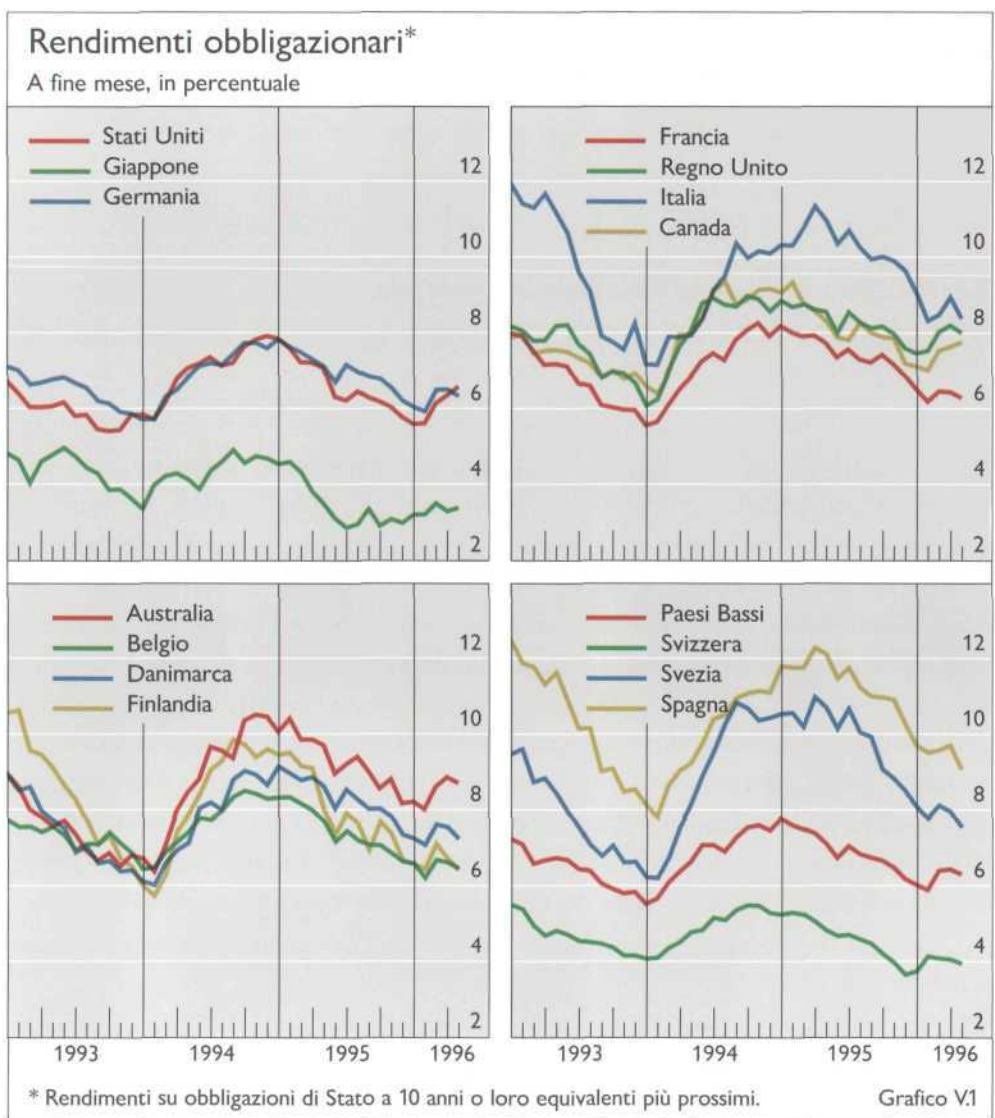 Rendimenti obbligazionari*
A fine mese, in percentuale
Stati Uniti
Giappone
Germania
12
10
8
6
4
2
Francia
Regno Unito
Italia
Canada
12
10
8
6
4
2
Australia
Belgio
Danimarca
Finlandia
12
10
8
6
4
2
1993 1994 1995 1996
Paesi Bassi
Svizzera
Svezia
Spagna
12
10
8
6
4
2
1993 1994 1995 1996
* Rendimenti su obbligazioni di Stato a 10 anni o loro equivalenti più prossimi. Grafico V.1